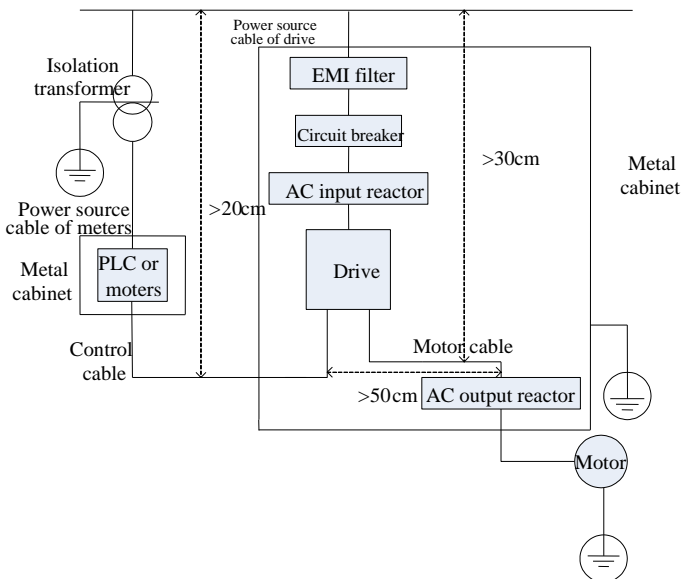 Power source
cable of drive
Isolation
transformer
EMI filter
Circuit breaker
>30cm
Metal
cabinet
AC input reactor
>20cm
Power source
cable of meters
PLC or
moters
Metal
cabinet
Drive
Control
cable
Motor cable
>50cm
AC output reactor
Motor